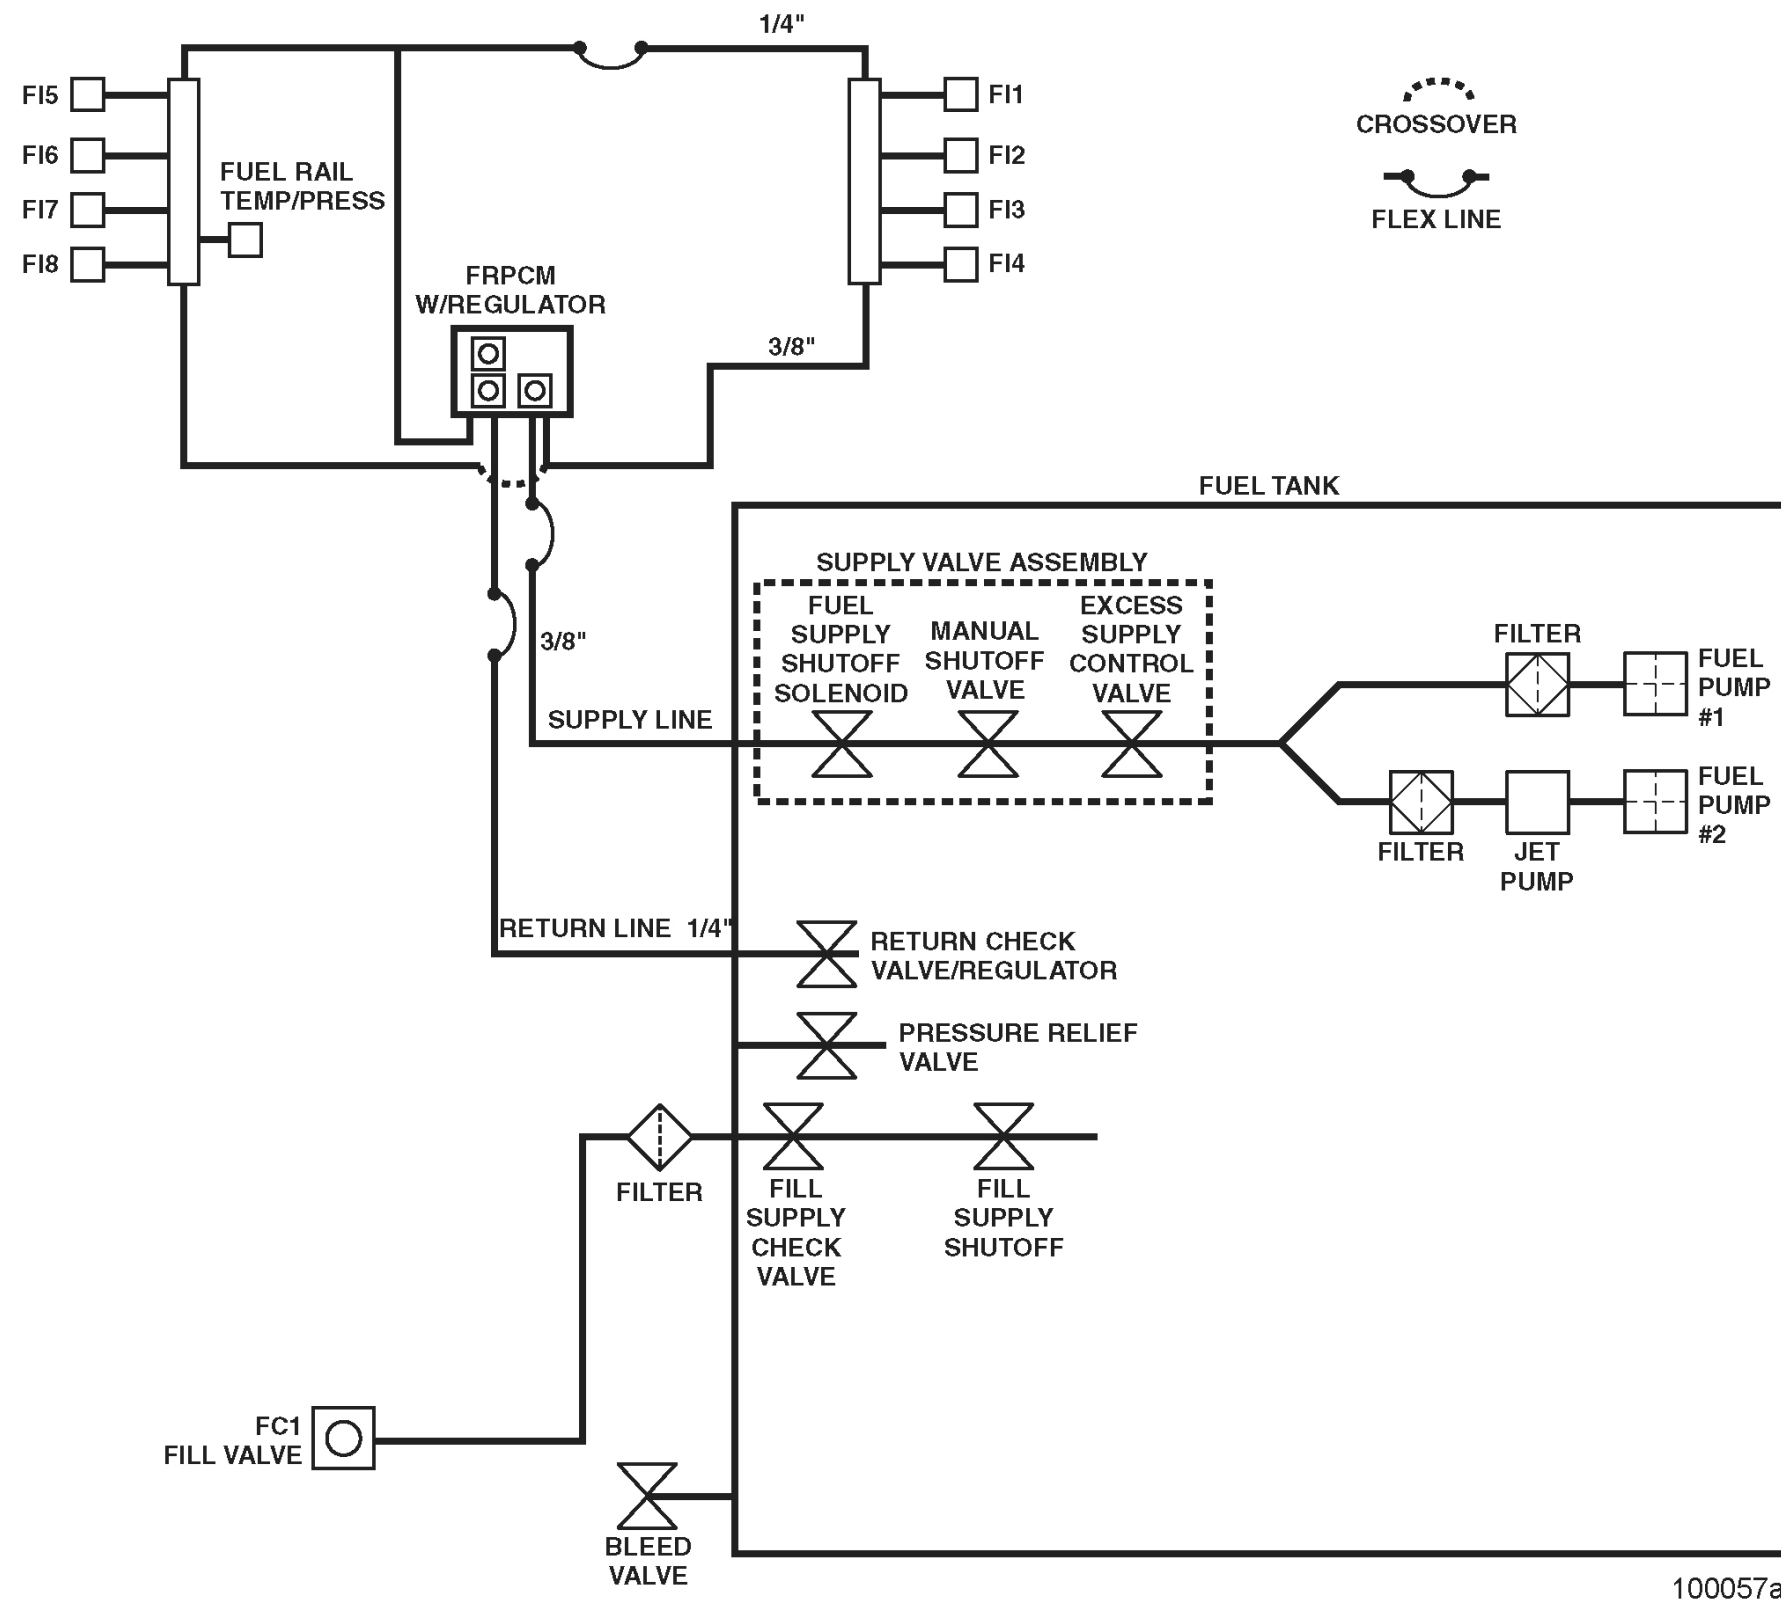 1/4"
FI5
FI6
FI7
FI8
FUEL RAIL
TEMP/PRESS
FI1
FI2
FI3
FI4
CROSSOVER
FLEX LINE
FRPCM
W/REGULATOR
3/8"
FUEL TANK
SUPPLY VALVE ASSEMBLY
FUEL
SUPPLY
SHUTOFF
SOLENOID
MANUAL
SHUTOFF
VALVE
EXCESS
SUPPLY
CONTROL
VALVE
FILTER
FUEL
PUMP
#1
3/8"
SUPPLY LINE
FILTER
JET
PUMP
FUEL
PUMP
#2
RETURN LINE 1/4"
RETURN CHECK
VALVE/REGULATOR
PRESSURE RELIEF
VALVE
FILTER
FILL
SUPPLY
CHECK
VALVE
FILL
SUPPLY
SHUTOFF
FC1
FILL VALVE
BLEED
VALVE
100057a